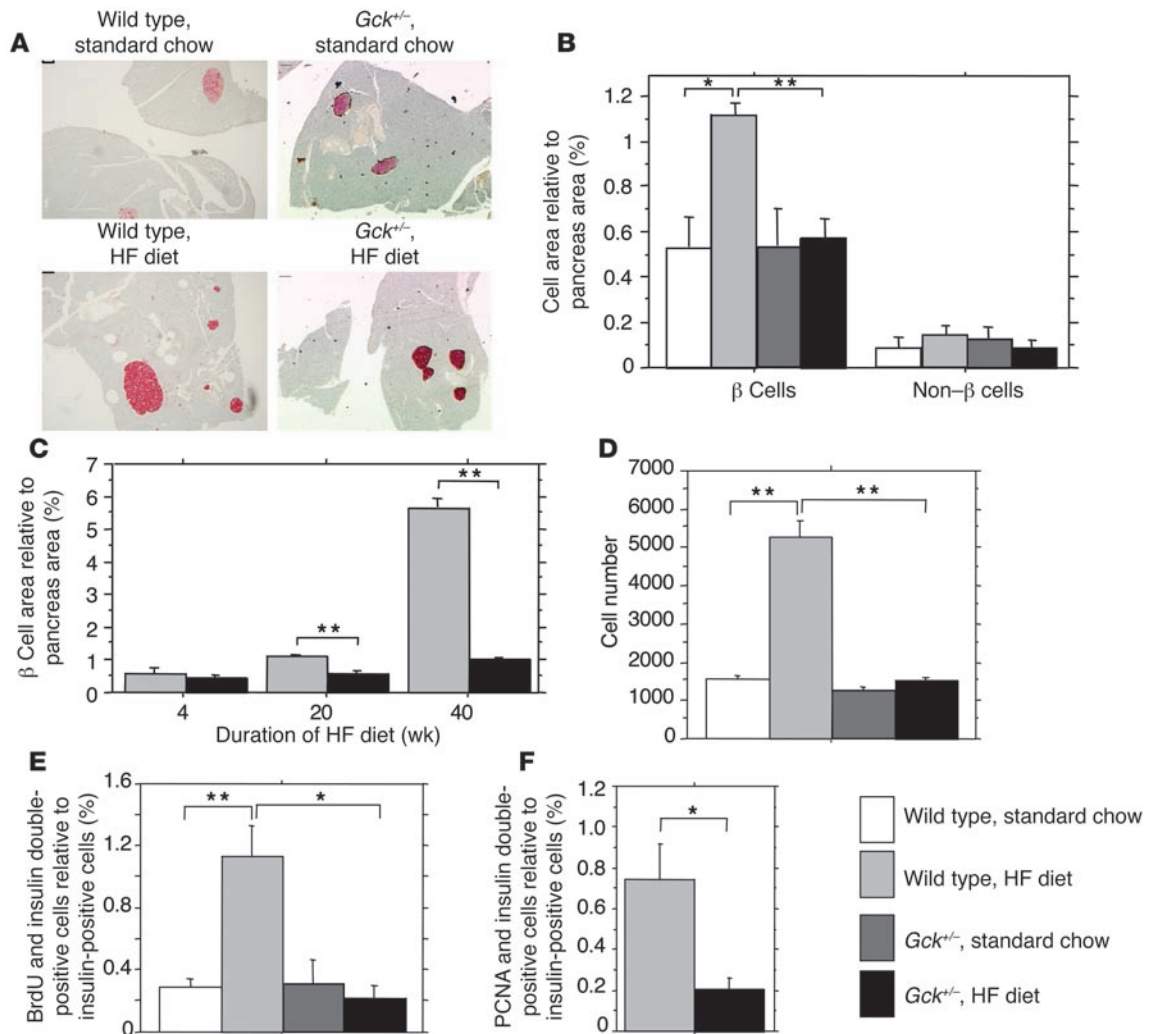 A
Wild type,
standard chow
Gck+/–,
standard chow
Wild type,
HF diet
Gck+/–,
HF diet
B
Cell area relative to
pancreas area (%)
1.2
1
0.8
0.6
0.4
0.2
0
*
**
β Cells
Non–β cells
C
β Cell area relative to
pancreas area (%)
7
6
5
4
3
2
1
0
**
**
4
20
40
Duration of HF diet (wk)
D
Cell number
7000
6000
5000
4000
3000
2000
1000
0
**
**
E
BrdU and insulin double-
positive cells relative to
insulin-positive cells (%)
1.6
1.2
0.8
0.4
0
**
*
F
PCNA and insulin double-
positive cells relative to
insulin-positive cells (%)
1.2
1.0
0.8
0.6
0.4
0.2
0
*
Wild type, standard chow
Wild type, HF diet
Gck+/–, standard chow
Gck+/–, HF diet